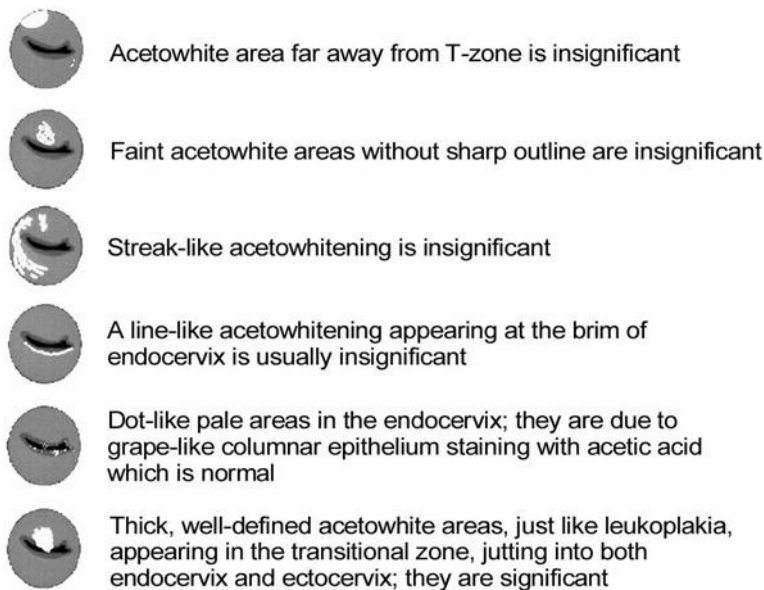 Acetowhite area far away from T-zone is insignificant
Faint acetowhite areas without sharp outline are insignificant
Streak-like acetowhitening is insignificant
A line-like acetowhitening appearing at the brim of
endocervix is usually insignificant
Dot-like pale areas in the endocervix; they are due to
grape-like columnar epithelium staining with acetic acid
which is normal
Thick, well-defined acetowhite areas, just like leukoplakia,
appearing in the transitional zone, jutting into both
endocervix and ectocervix; they are significant